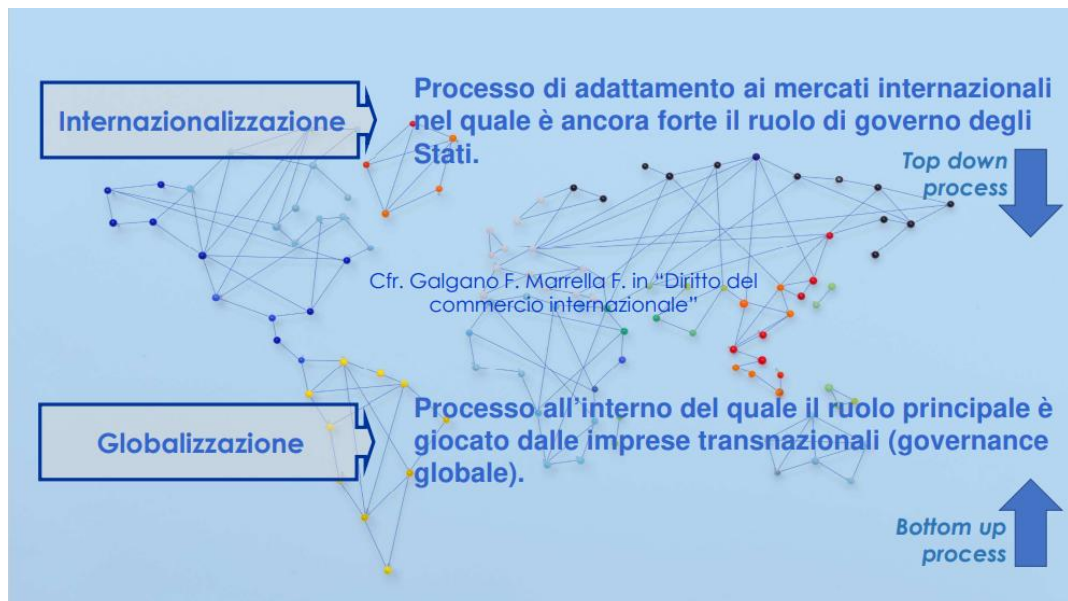 Internazionalizzazione
Processo di adattamento ai mercati internazionali
nel quale è ancora forte il ruolo di governo degli
Stati.
Top down
process
Cfr. Galgano F. Marrella F. in “Diritto del
commercio internazionale”
Globalizzazione
Processo all’interno del quale il ruolo principale è
giocato dalle imprese transnazionali (governance
globale).
Bottom up
process